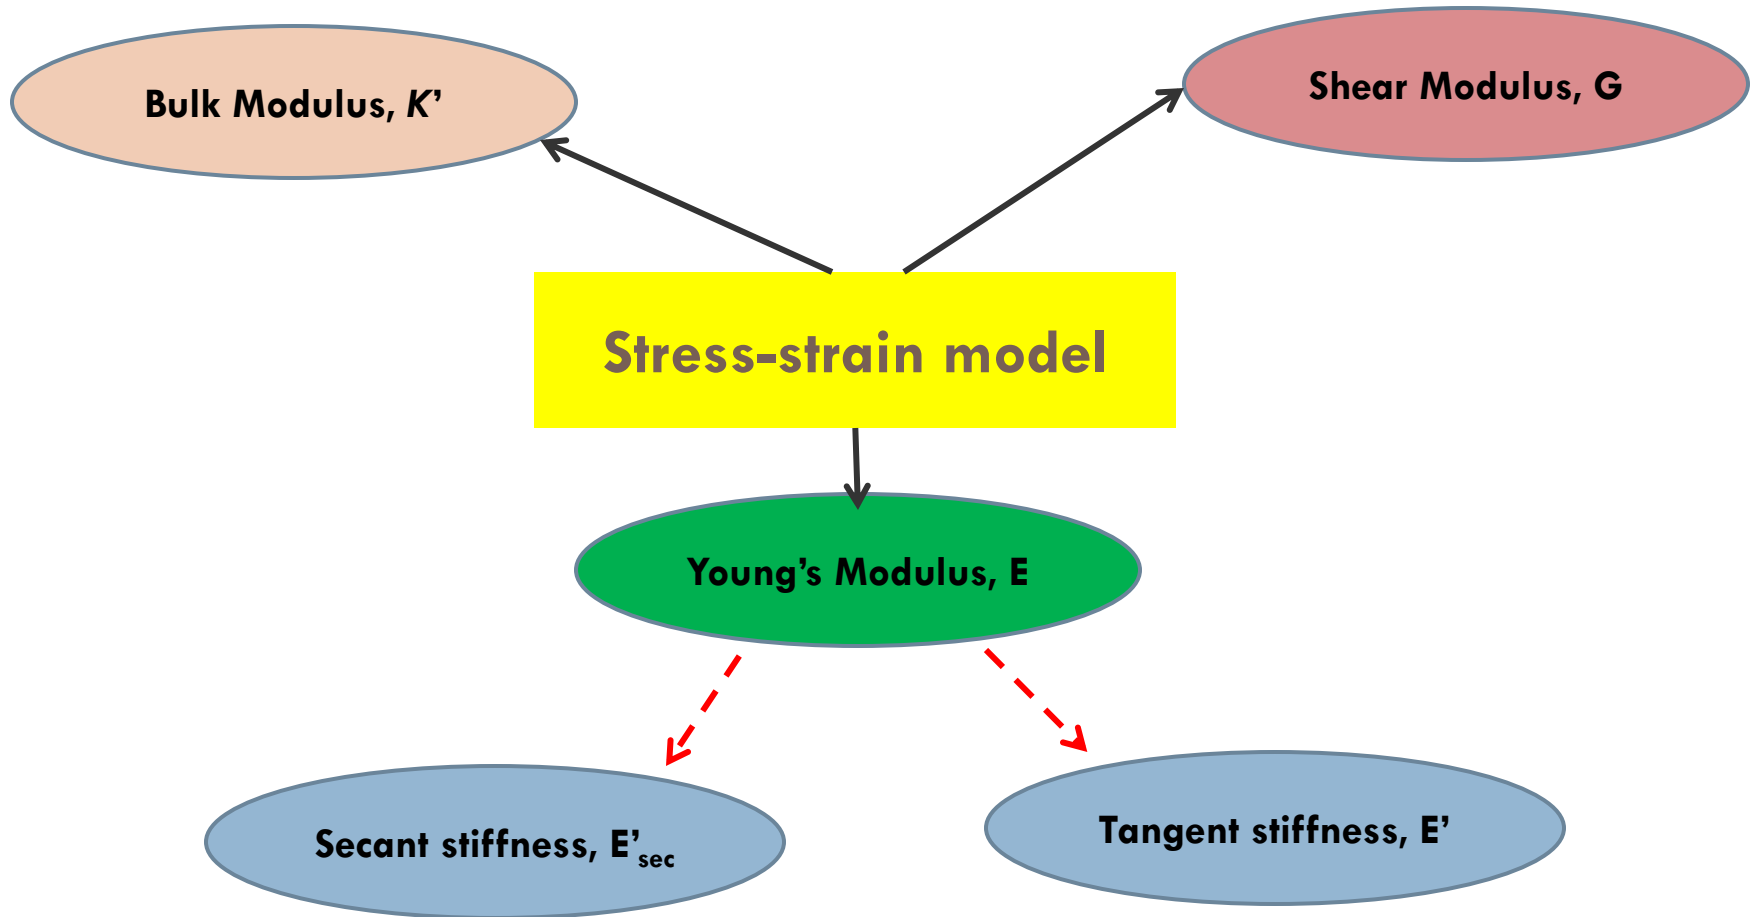 Bulk Modulus, K’
Shear Modulus, G
Stress-strain model
Young’s Modulus, E
Secant stiffness, E’sec
Tangent stiffness, E’